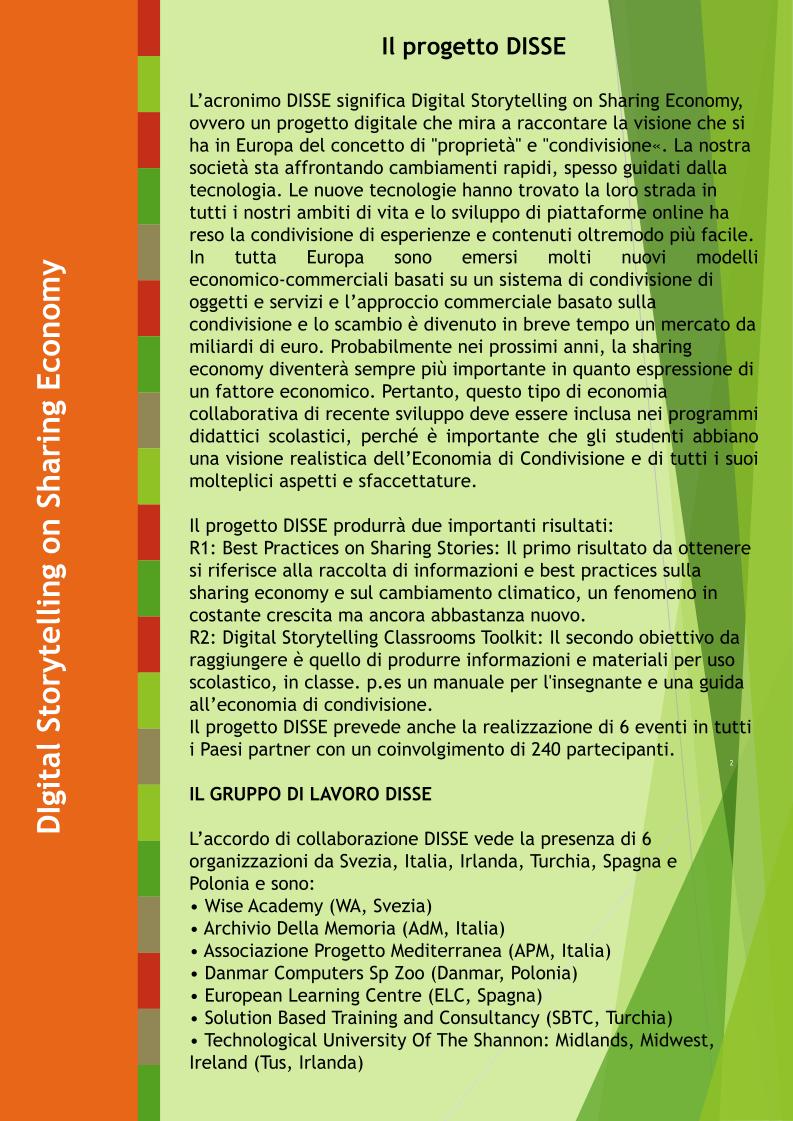 DIgital Storytelling on Sharing Economy
Il progetto DISSE
L’acronimo DISSE significa Digital Storytelling on Sharing Economy,
ovvero un progetto digitale che mira a raccontare la visione che si
ha in Europa del concetto di "proprietà" e "condivisione«. La nostra
società sta affrontando cambiamenti rapidi, spesso guidati dalla
tecnologia. Le nuove tecnologie hanno trovato la loro strada in
tutti i nostri ambiti di vita e lo sviluppo di piattaforme online ha
reso la condivisione di esperienze e contenuti oltremodo più facile.
In tutta Europa sono emersi molti nuovi modelli
economico-commerciali basati su un sistema di condivisione di
oggetti e servizi e l’approccio commerciale basato sulla
condivisione e lo scambio è divenuto in breve tempo un mercato da
miliardi di euro. Probabilmente nei prossimi anni, la sharing
economy diventerà sempre più importante in quanto espressione di
un fattore economico. Pertanto, questo tipo di economia
collaborativa di recente sviluppo deve essere inclusa nei programmi
didattici scolastici, perché è importante che gli studenti abbiano
una visione realistica dell’Economia di Condivisione e di tutti i suoi
molteplici aspetti e sfaccettature.
Il progetto DISSE produrrà due importanti risultati:
R1: Best Practices on Sharing Stories: Il primo risultato da ottenere
si riferisce alla raccolta di informazioni e best practices sulla
sharing economy e sul cambiamento climatico, un fenomeno in
costante crescita ma ancora abbastanza nuovo.
R2: Digital Storytelling Classrooms Toolkit: Il secondo obiettivo da
raggiungere è quello di produrre informazioni e materiali per uso
scolastico, in classe. p.es un manuale per l'insegnante e una guida
all’economia di condivisione.
Il progetto DISSE prevede anche la realizzazione di 6 eventi in tutti
i Paesi partner con un coinvolgimento di 240 partecipanti.
2
IL GRUPPO DI LAVORO DISSE
L’accordo di collaborazione DISSE vede la presenza di 6
organizzazioni da Svezia, Italia, Irlanda, Turchia, Spagna e
Polonia e sono:
• Wise Academy (WA, Svezia)
• Archivio Della Memoria (AdM, Italia)
• Associazione Progetto Mediterranea (APM, Italia)
• Danmar Computers Sp Zoo (Danmar, Polonia)
• European Learning Centre (ELC, Spagna)
• Solution Based Training and Consultancy (SBTC, Turchia)
• Technological University Of The Shannon: Midlands, Midwest,
Ireland (Tus, Irlanda)